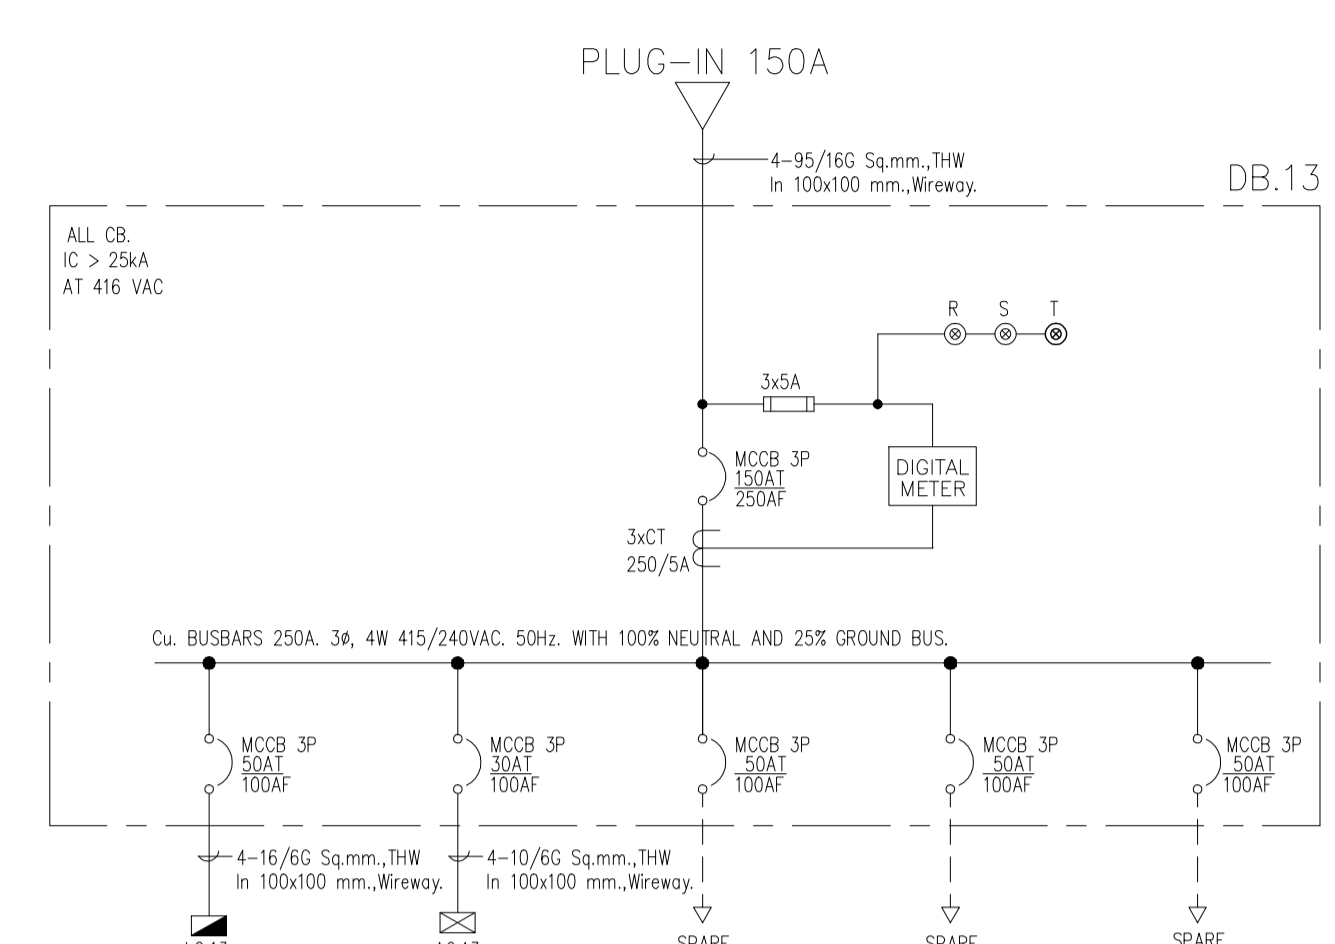 PLUG-IN 150A
4-95/16G Sq.mm.,THW
In 100x100 mm.,Wireway.
DB.13
ALL CB.
IC > 25kA
AT 416 VAC
R S T
3x5A
MCCB 3P
150AT
250AF
DIGITAL
METER
3xCT
250/5A
Cu. BUSBARS 250A. 3ø, 4W 415/240VAC. 50Hz. WITH 100% NEUTRAL AND 25% GROUND BUS.
MCCB 3P
50AT
100AF
MCCB 3P
30AT
100AF
MCCB 3P
50AT
100AF
MCCB 3P
50AT
100AF
MCCB 3P
50AT
100AF
4-16/6G Sq.mm.,THW
In 100x100 mm.,Wireway.
4-10/6G Sq.mm.,THW
In 100x100 mm.,Wireway.
SPARE
SPARE
SPARE